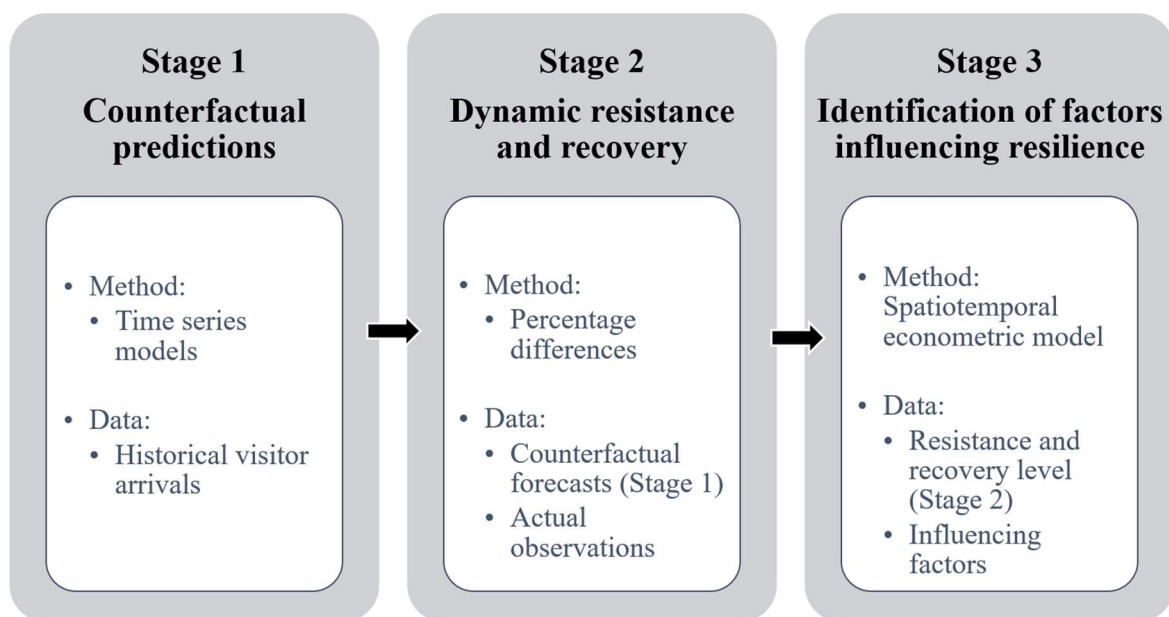 Stage 1
Counterfactual
predictions
• Method:
• Time series
models
• Data:
• Historical visitor
arrivals
Stage 2
Dynamic resistance
and recovery
• Method:
• Percentage
differences
• Data:
• Counterfactual
forecasts (Stage 1)
• Actual
observations
Stage 3
Identification of factors
influencing resilience
• Method:
Spatiotemporal
econometric model
• Data:
• Resistance and
recovery level
(Stage 2)
• Influencing
factors